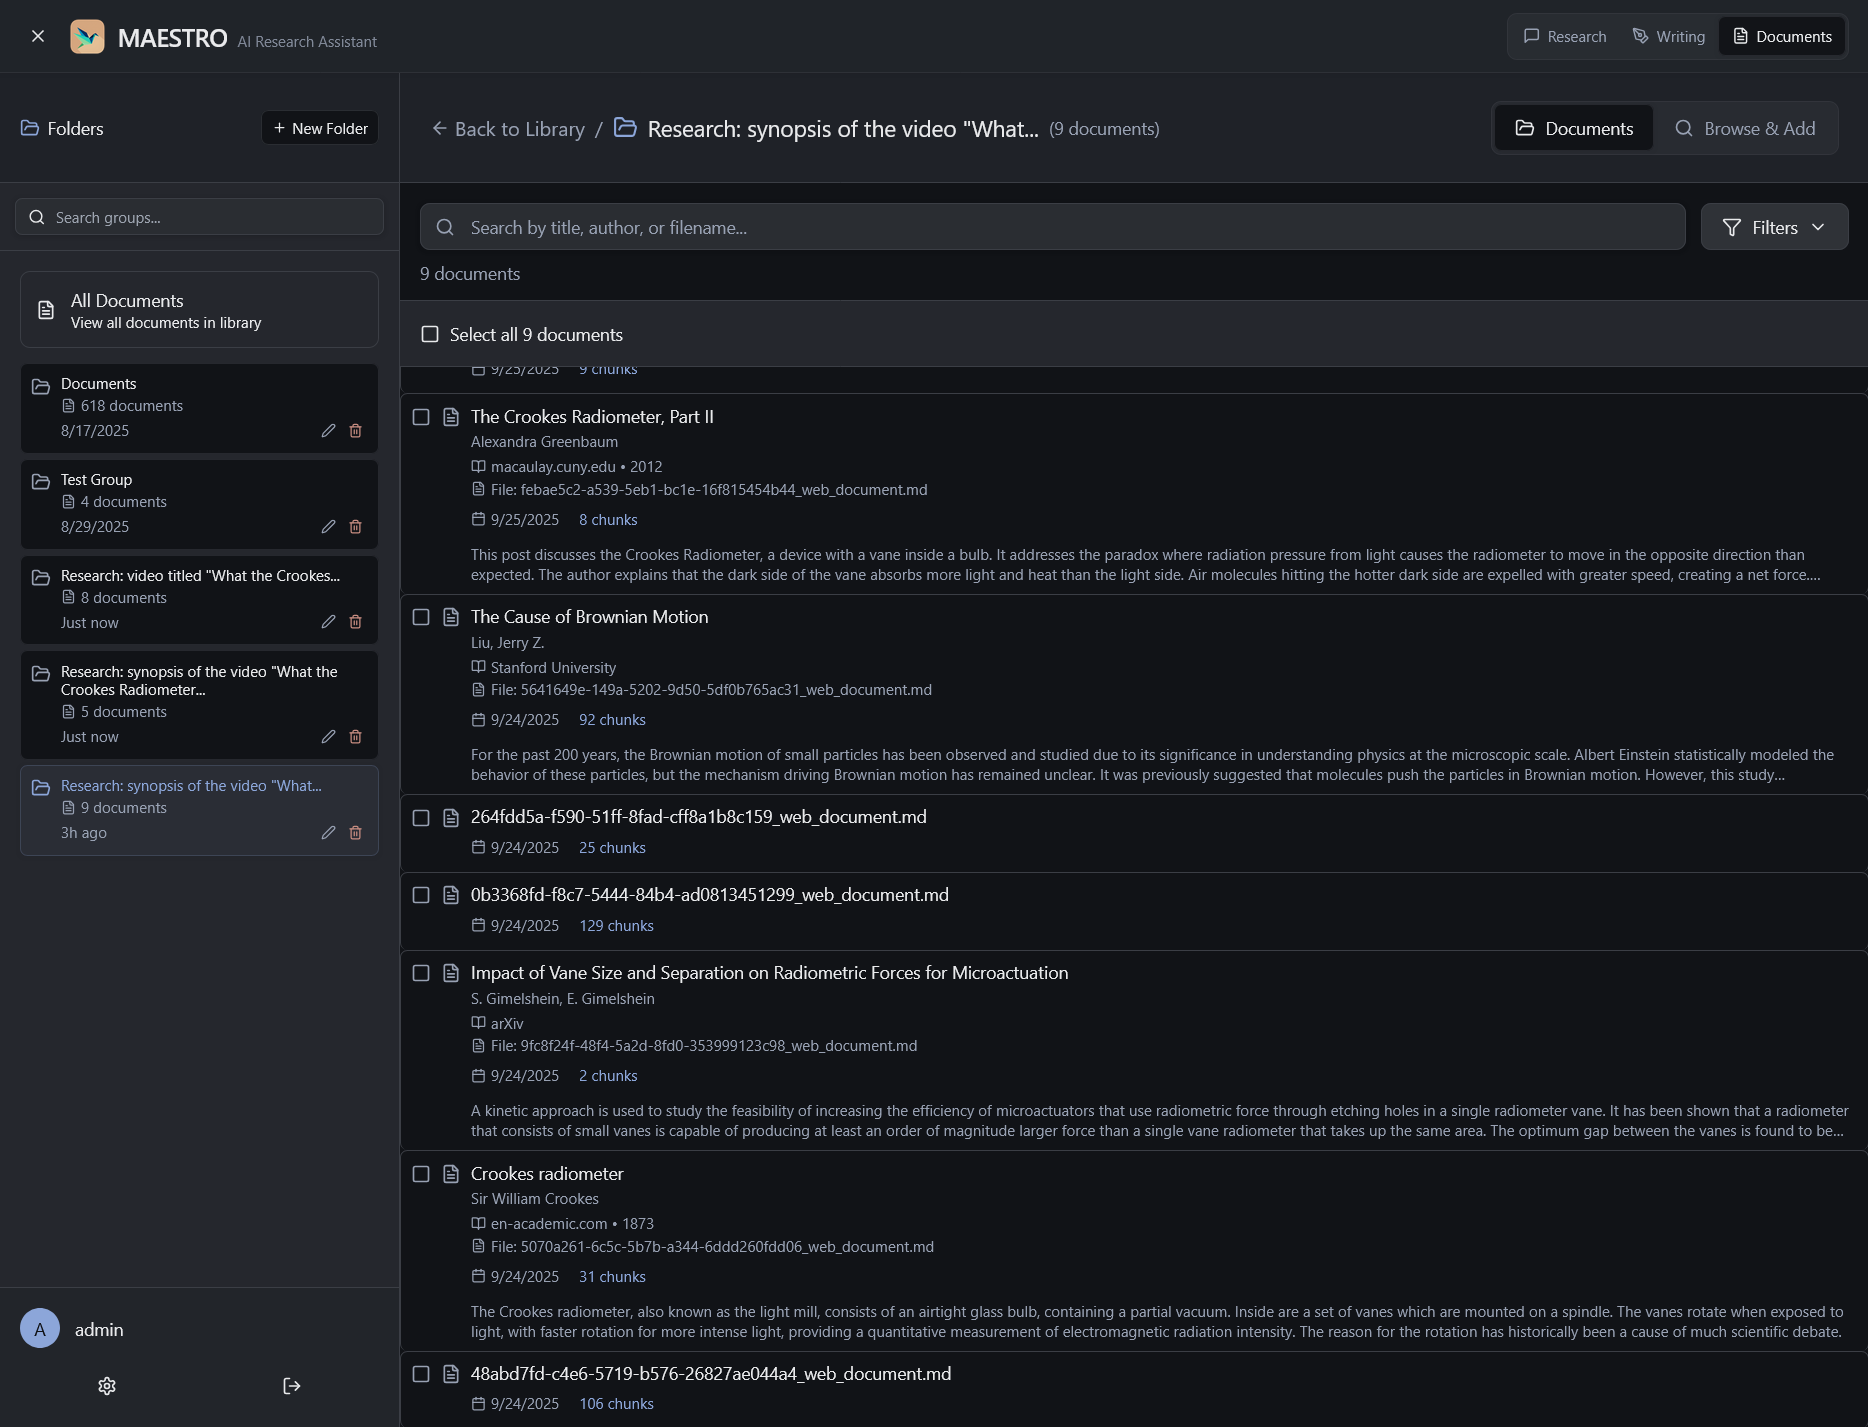 MAESTRO AI Research Assistant
Research
Writing
Documents
Folders
+ New Folder
Search groups...
All Documents
View all documents in library
Documents
618 documents
8/17/2025
Test Group
4 documents
8/29/2025
Research: video titled "What the Crookes...
8 documents
Just now
Research: synopsis of the video "What the
Crookes Radiometer...
5 documents
Just now
Research: synopsis of the video "What...
9 documents
3h ago
A
admin
Back to Library / Research: synopsis of the video "What... (9 documents)
Documents
Browse & Add
Search by title, author, or filename...
Filters
9 documents
Select all 9 documents
9/25/2025 9 chunks
The Crookes Radiometer, Part II
Alexandra Greenbaum
macaulay.cuny.edu • 2012
File: febae5c2-a539-5eb1-bc1e-16f815454b44_web_document.md
9/25/2025 8 chunks
This post discusses the Crookes Radiometer, a device with a vane inside a bulb. It addresses the paradox where radiation pressure from light causes the radiometer to move in the opposite direction than
expected. The author explains that the dark side of the vane absorbs more light and heat than the light side. Air molecules hitting the hotter dark side are expelled with greater speed, creating a net force....
The Cause of Brownian Motion
Liu, Jerry Z.
Stanford University
File: 5641649e-149a-5202-9d50-5df0b765ac31_web_document.md
9/24/2025 92 chunks
For the past 200 years, the Brownian motion of small particles has been observed and studied due to its significance in understanding physics at the microscopic scale. Albert Einstein statistically modeled the
behavior of these particles, but the mechanism driving Brownian motion has remained unclear. It was previously suggested that molecules push the particles in Brownian motion. However, this study...
264fdd5a-f590-51ff-8fad-cff8a1b8c159_web_document.md
9/24/2025 25 chunks
0b3368fd-f8c7-5444-84b4-ad0813451299_web_document.md
9/24/2025 129 chunks
Impact of Vane Size and Separation on Radiometric Forces for Microactuation
S. Gimelshein, E. Gimelshein
arXiv
File: 9fc8f24f-48f4-5a2d-8fd0-353999123c98_web_document.md
9/24/2025 2 chunks
A kinetic approach is used to study the feasibility of increasing the efficiency of microactuators that use radiometric force through etching holes in a single radiometer vane. It has been shown that a radiometer
that consists of small vanes is capable of producing at least an order of magnitude larger force than a single vane radiometer that takes up the same area. The optimum gap between the vanes is found to be...
Crookes radiometer
Sir William Crookes
en-academic.com • 1873
File: 5070a261-6c5c-5b7b-a344-6ddd260fdd06_web_document.md
9/24/2025 31 chunks
The Crookes radiometer, also known as the light mill, consists of an airtight glass bulb, containing a partial vacuum. Inside are a set of vanes which are mounted on a spindle. The vanes rotate when exposed to
light, with faster rotation for more intense light, providing a quantitative measurement of electromagnetic radiation intensity. The reason for the rotation has historically been a cause of much scientific debate.
48abd7fd-c4e6-5719-b576-26827ae044a4_web_document.md
9/24/2025 106 chunks